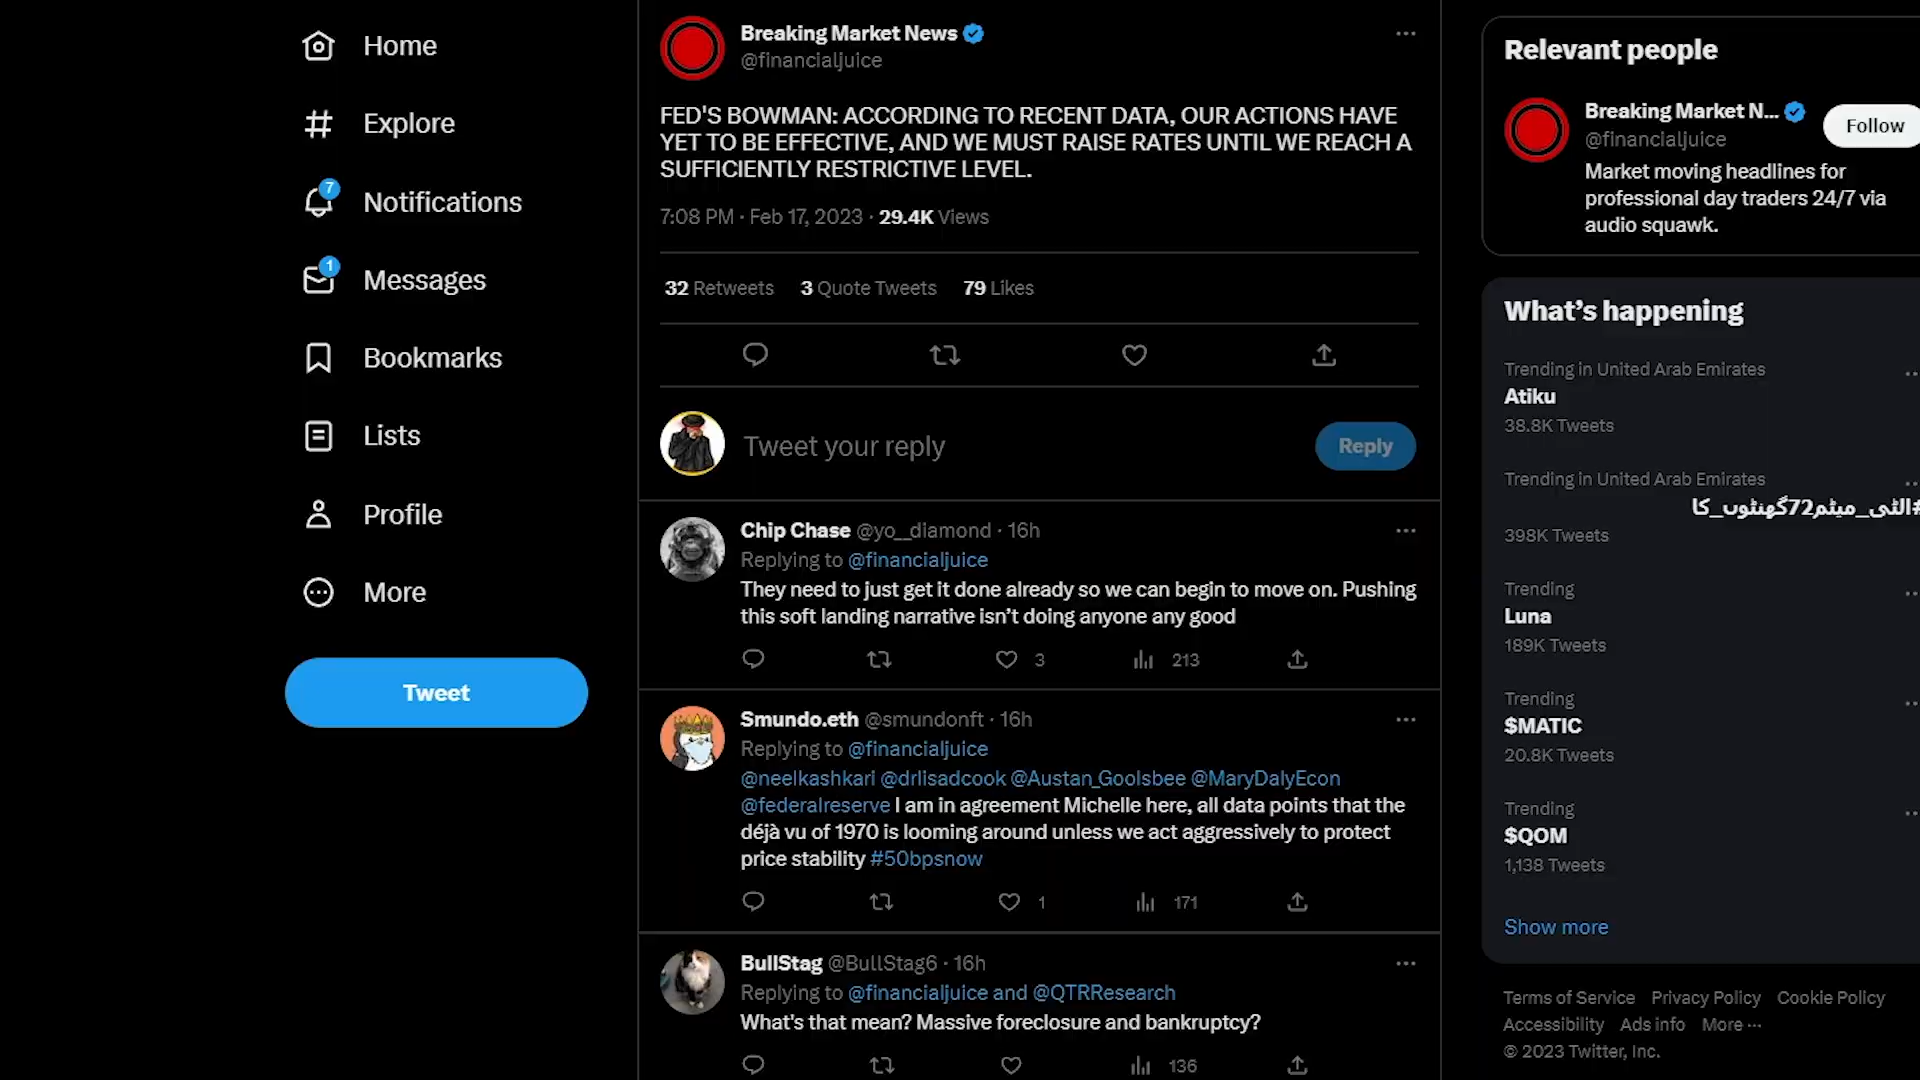 Home
Explore
7
Notifications
1
Messages
Bookmarks
Lists
Profile
More
Tweet
Breaking Market News
@financialjuice
FED'S BOWMAN: ACCORDING TO RECENT DATA, OUR ACTIONS HAVE
YET TO BE EFFECTIVE, AND WE MUST RAISE RATES UNTIL WE REACH A
SUFFICIENTLY RESTRICTIVE LEVEL.
7:08 PM · Feb 17, 2023 · 29.4K Views
32 Retweets 3 Quote Tweets 79 Likes
Tweet your reply
Reply
Chip Chase @yo__diamond · 16h
Replying to @financialjuice
They need to just get it done already so we can begin to move on. Pushing
this soft landing narrative isn’t doing anyone any good
3 213
Smundo.eth @smundonft · 16h
Replying to @financialjuice
@neelkashkari @drlisadcook @Austan_Goolsbee @MaryDalyEcon
@federalreserve I am in agreement Michelle here, all data points that the
déjà vu of 1970 is looming around unless we act aggressively to protect
price stability #50bpsnow
1 171
BullStag @BullStag6 · 16h
Replying to @financialjuice and @QTRResearch
What's that mean? Massive foreclosure and bankruptcy?
136
Relevant people
Breaking Market N...
Follow
@financialjuice
Market moving headlines for
professional day traders 24/7 via
audio squawk.
What’s happening
Trending in United Arab Emirates
Atiku
38.8K Tweets
Trending in United Arab Emirates
#الٹی_میٹم72گھنٹوں_کا
398K Tweets
Trending
Luna
189K Tweets
Trending
$MATIC
20.8K Tweets
Trending
$QOM
1,138 Tweets
Show more
Terms of Service Privacy Policy Cookie Policy
Accessibility Ads info More ···
© 2023 Twitter, Inc.